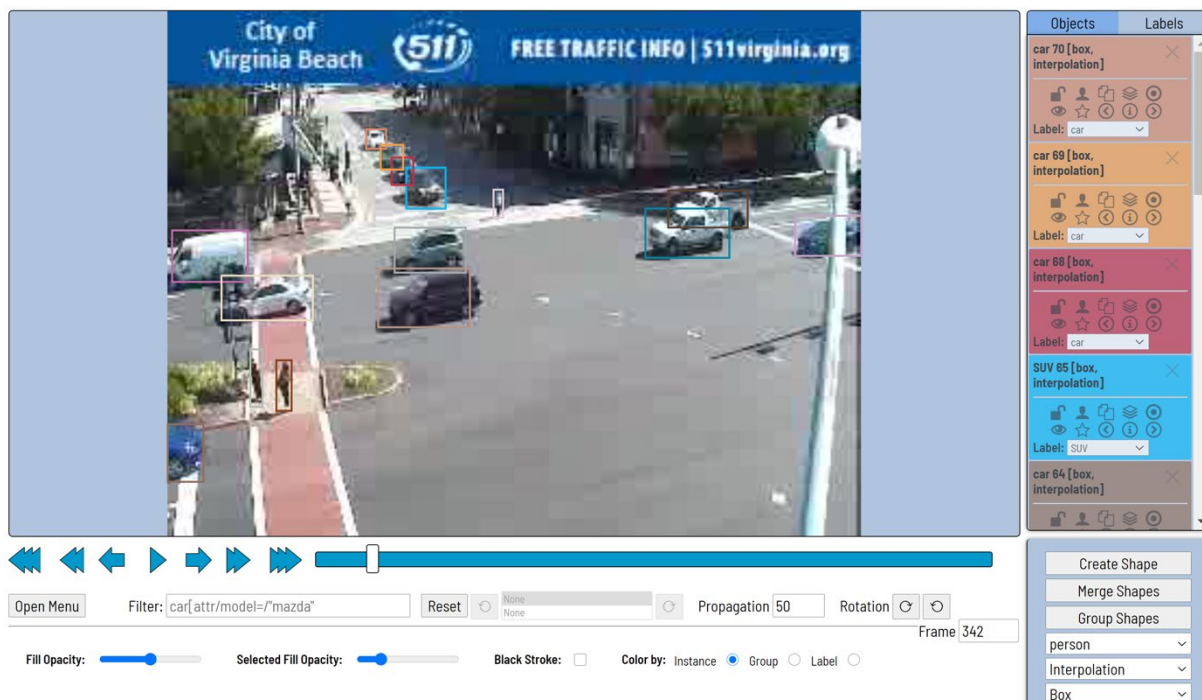 City of
Virginia Beach
511
FREE TRAFFIC INFO | 511virginia.org
Objects
Labels
car 70 [box,
interpolation]
Label: car
car 69 [box,
interpolation]
Label: car
car 68 [box,
interpolation]
Label: car
SUV 65 [box,
interpolation]
Label: SUV
car 64 [box,
interpolation]
Open Menu
Filter: car[attr/model=/"mazda"
Reset
None
None
Propagation 50
Rotation
Frame 342
Fill Opacity:
Selected Fill Opacity:
Black Stroke:
Color by: Instance Group Label
Create Shape
Merge Shapes
Group Shapes
person
Interpolation
Box